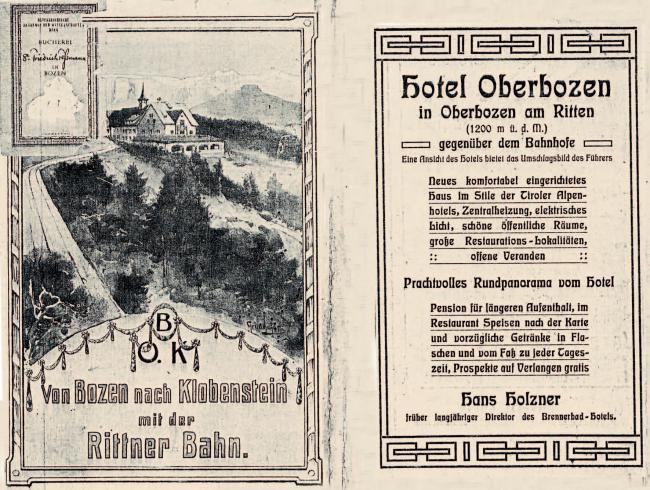 BÜCHEREI
IN
BOZEN
B
O. K
Von Bozen nach Klobenstein
mit der
Rittner Bahn.
Hotel Oberbozen
in Oberbozen am Ritten
(1200 m ü. d. M.)
gegenüber dem Bahnhofe
Eine Ansicht des Hotels bietet das Umschlagsbild des Führers
Neues komfortabel eingerichtetes
Haus im Stile der Tiroler Alpen-
hotels, Zentralheizung, elektrisches
Licht, schöne öffentliche Räume,
große Restaurations-Lokalitäten,
:: offene Veranden ::
Prachtvolles Rundpanorama vom Hotel
Pension für längeren Aufenthalt, im
Restaurant Speisen nach der Karte
und vorzügliche Getränke in Fla-
schen und vom Faß zu jeder Tages-
zeit, Prospekte auf Verlangen gratis
Hans Holzner
früher langjähriger Direktor des Brennerbad-Hotels.